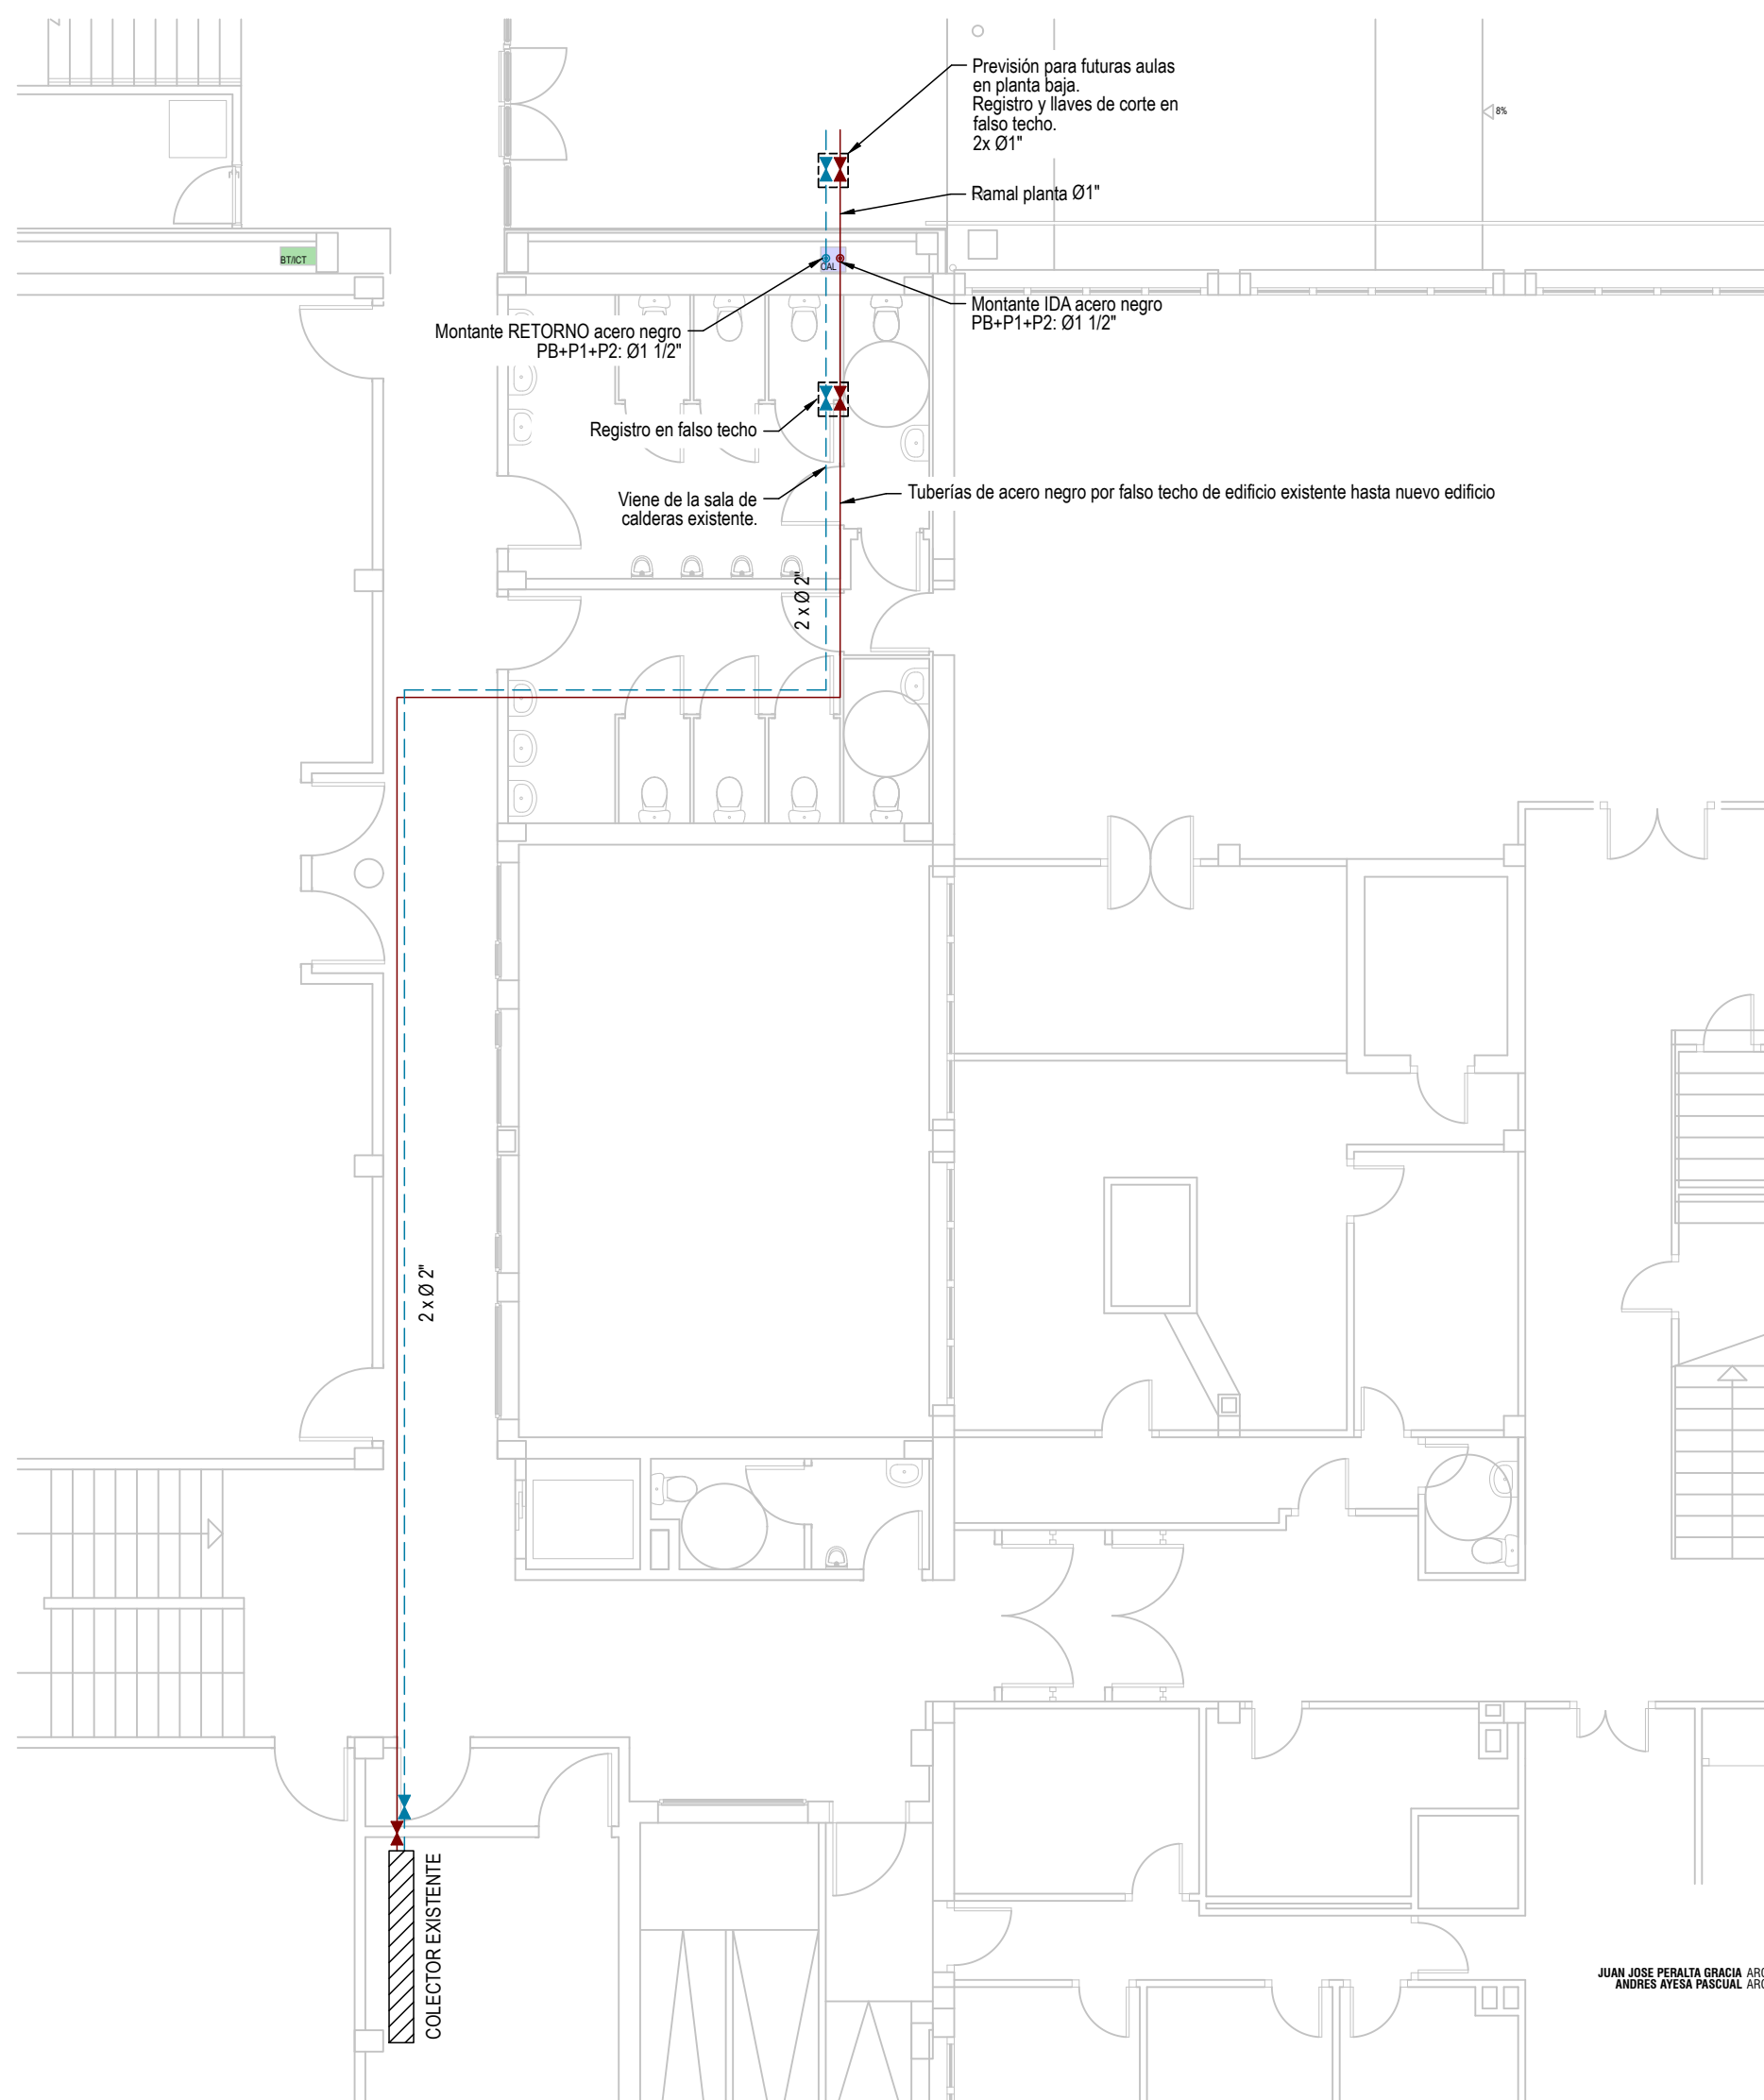 Previsión para futuras aulas
en planta baja.
Registro y llaves de corte en
falso techo.
2x Ø1"
8%
Ramal planta Ø1"
BT/ICT
CAL
Montante IDA acero negro
PB+P1+P2: Ø1 1/2"
Montante RETORNO acero negro
PB+P1+P2: Ø1 1/2"
Registro en falso techo
Viene de la sala de
calderas existente.
Tuberías de acero negro por falso techo de edificio existente hasta nuevo edificio
2 x Ø 2"
2 x Ø 2"
COLECTOR EXISTENTE
JUAN JOSE PERALTA GRACIA ARQ
ANDRES AYESA PASCUAL ARQ